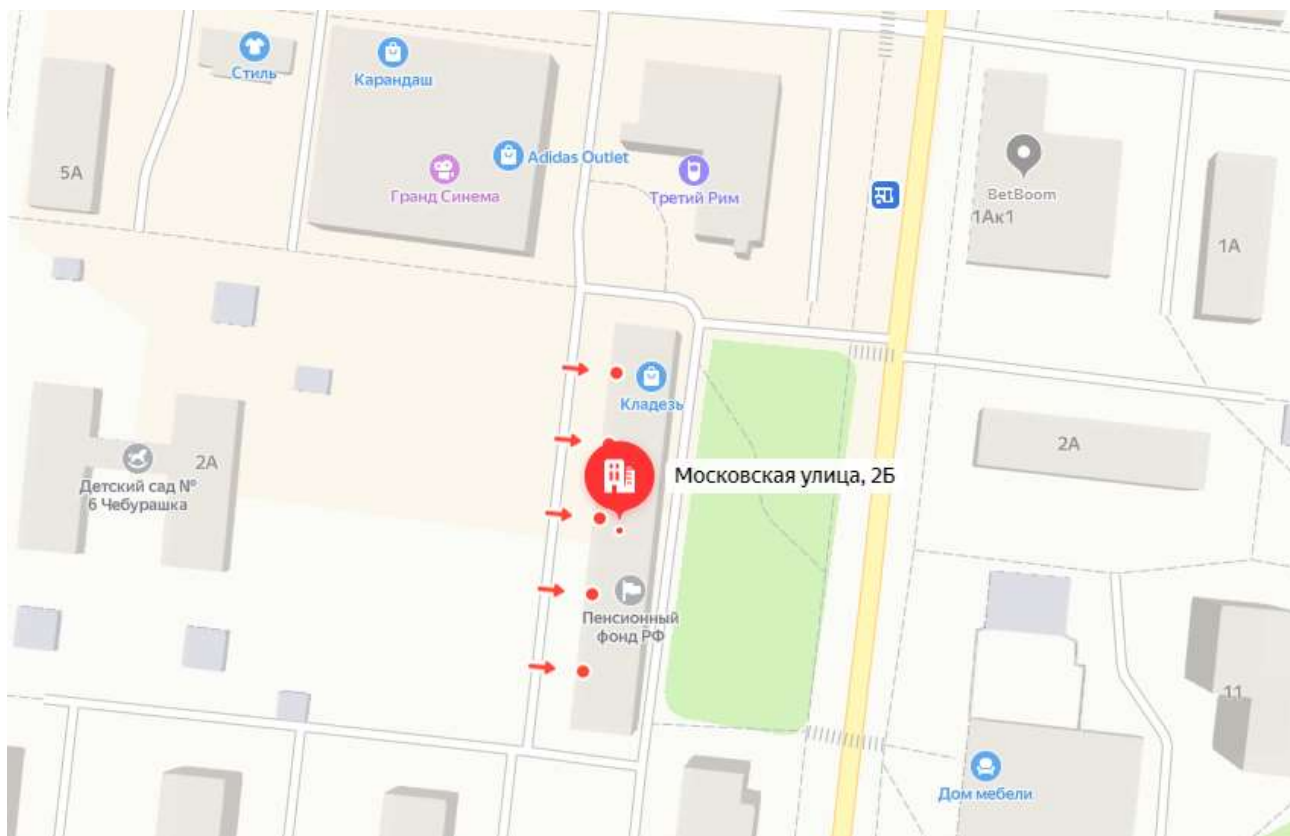 Стиль
Карандаш
Adidas Outlet
Гранд Синема
Третий Рим
BetBoom
1Ак1
5А
1А
Кладезь
2А
Детский сад №
6 Чебурашка
Московская улица, 2Б
2А
Пенсионный
фонд РФ
11
Дом мебели